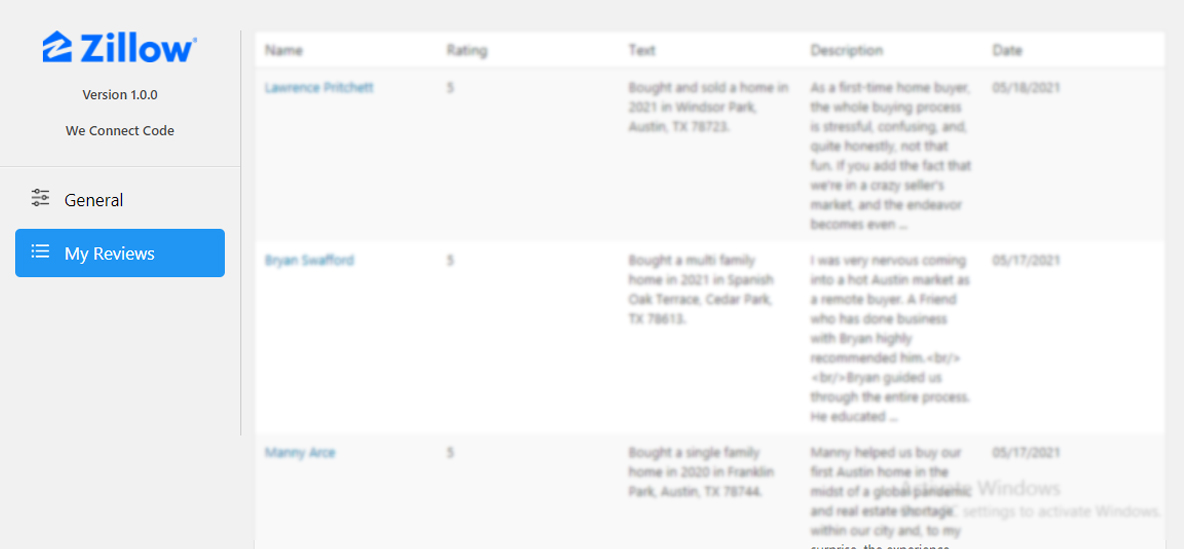 Zillow
Version 1.0.0
We Connect Code
General
My Reviews
Name Rating Text Description Date
Lawrence Pritchett 5 Bought and sold a home in As a first-time home buyer, 05/18/2021
2021 in Windsor Park, the whole buying process
Austin, TX 78723. is stressful, confusing, and,
quite honestly, not that
fun. If you add the fact that
we're in a crazy seller's
market, and the endeavor
becomes even ...
Bryan Swafford 5 Bought a multi family I was very nervous coming 05/17/2021
home in 2021 in Spanish into a hot Austin market as
Oak Terrace, Cedar Park, a remote buyer. A Friend
TX 78613. who has done business
with Bryan highly
recommended him.<br/>
<br/>Bryan guided us
through the entire process.
He educated ...
Manny Arce 5 Bought a single family Manny helped us buy our 05/17/2021
home in 2020 in Franklin first Austin home in the
Park, Austin, TX 78744. midst of a global pandemic
Activate Windows
and real estate shortage
settings to activate Windows.
within our city and, to my
surprise, the experience